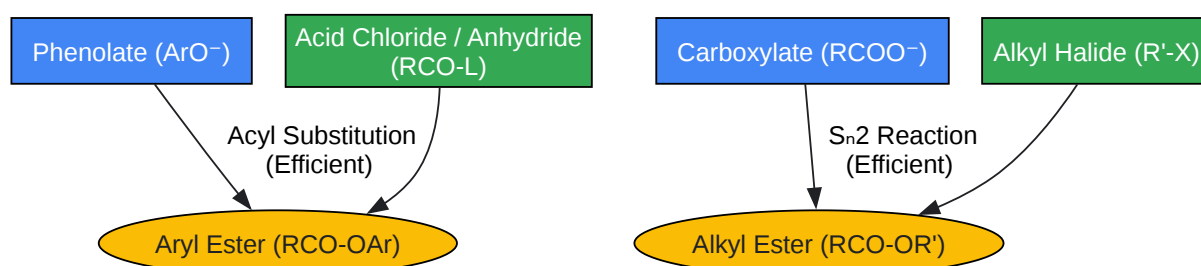 Phenolate (ArO⁻)
Acid Chloride / Anhydride
(RCO-L)
Acyl Substitution
(Efficient)
Aryl Ester (RCO-OAr)
Carboxylate (RCOO⁻)
Alkyl Halide (R'-X)
Sₙ2 Reaction
(Efficient)
Alkyl Ester (RCO-OR')